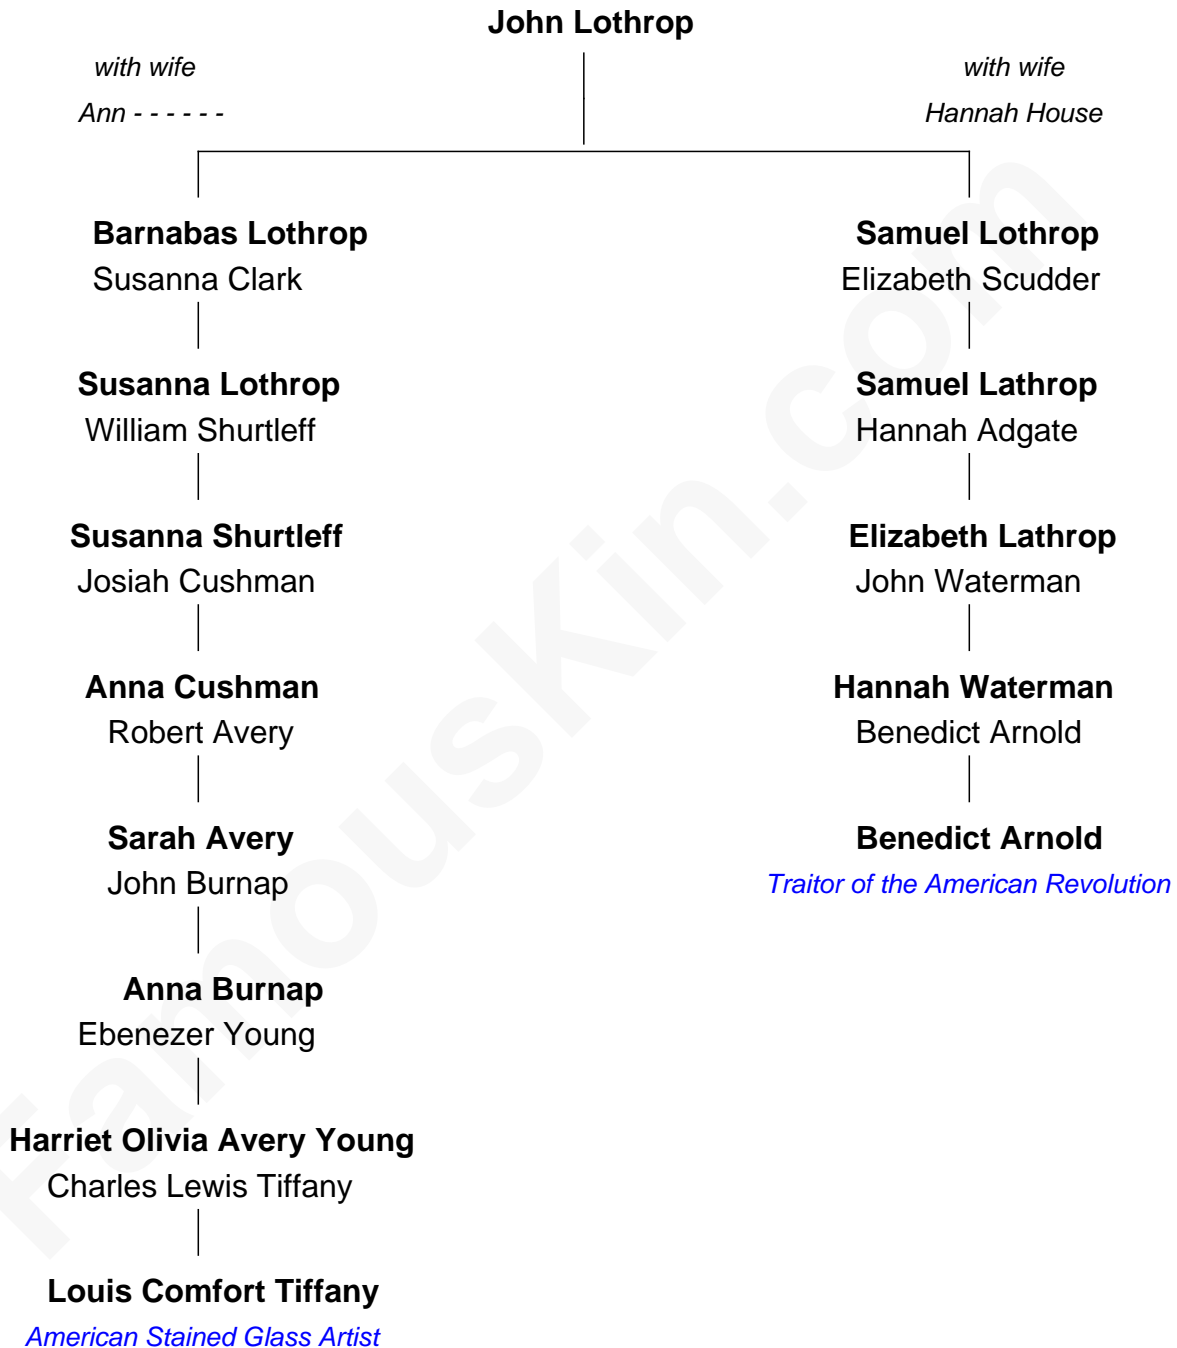 John Lothrop
with wife
Ann - - - - - -
with wife
Hannah House
Barnabas Lothrop
Susanna Clark
Susanna Lothrop
William Shurtleff
Susanna Shurtleff
Josiah Cushman
Anna Cushman
Robert Avery
Sarah Avery
John Burnap
Anna Burnap
Ebenezer Young
Harriet Olivia Avery Young
Charles Lewis Tiffany
Louis Comfort Tiffany
American Stained Glass Artist
Samuel Lothrop
Elizabeth Scudder
Samuel Lathrop
Hannah Adgate
Elizabeth Lathrop
John Waterman
Hannah Waterman
Benedict Arnold
Benedict Arnold
Traitor of the American Revolution
FamousKin.com